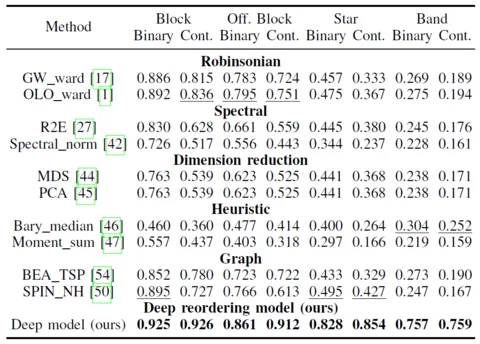 Method Block Off. Block Star Band
Binary Cont. Binary Cont. Binary Cont. Binary Cont.
Robinsonian
GW_ward [17] 0.886 0.815 0.783 0.724 0.457 0.333 0.269 0.189
OLO_ward [1] 0.892 0.836 0.795 0.751 0.475 0.367 0.275 0.194
Spectral
R2E [27] 0.830 0.628 0.661 0.559 0.445 0.380 0.245 0.176
Spectral_norm [42] 0.726 0.517 0.556 0.443 0.344 0.237 0.228 0.161
Dimension reduction
MDS [44] 0.763 0.539 0.623 0.525 0.441 0.368 0.238 0.171
PCA [45] 0.763 0.539 0.623 0.525 0.441 0.368 0.238 0.171
Heuristic
Bary_median [46] 0.460 0.360 0.477 0.414 0.400 0.264 0.304 0.252
Moment_sum [47] 0.557 0.437 0.403 0.318 0.297 0.166 0.219 0.159
Graph
BEA_TSP [54] 0.852 0.780 0.723 0.722 0.433 0.329 0.273 0.190
SPIN_NH [50] 0.895 0.727 0.766 0.613 0.495 0.427 0.247 0.167
Deep reordering model (ours)
Deep model (ours) 0.925 0.926 0.861 0.912 0.828 0.854 0.757 0.759